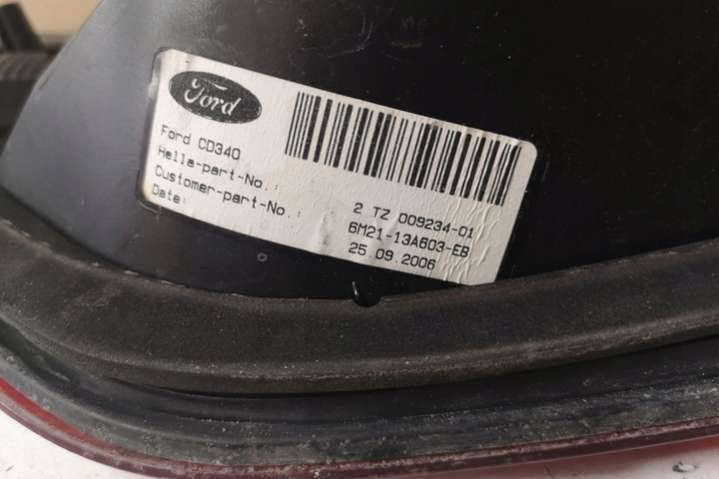 Ford
Ford CD340
Hella-part-No.: 2 TZ 009234-01
Customer-part-No.: 6M21-13A603-EB
Date: 25.09.2006